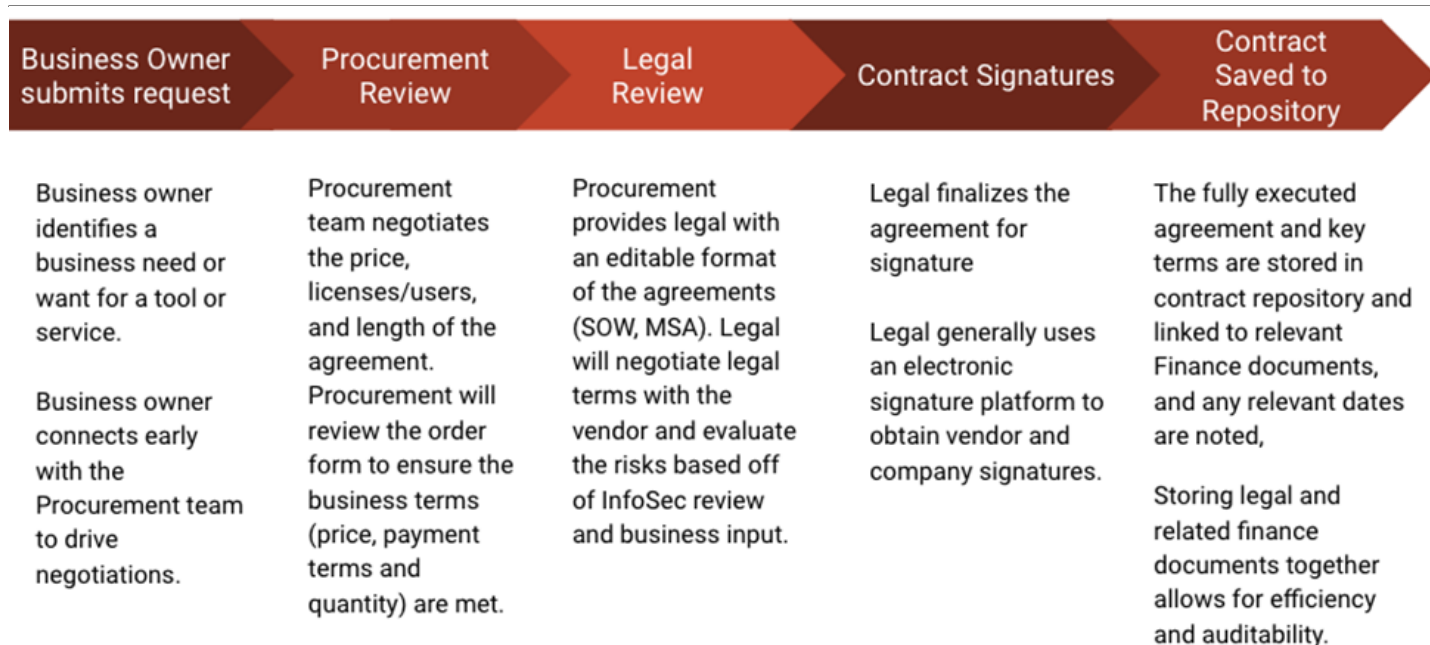 Business Owner
submits request
Procurement
Review
Legal
Review
Contract Signatures
Contract
Saved to
Repository
Business owner
identifies a
business need or
want for a tool or
service.
Business owner
connects early
with the
Procurement team
to drive
negotiations.
Procurement
team negotiates
the price,
licenses/users,
and length of the
agreement.
Procurement will
review the order
form to ensure the
business terms
(price, payment
terms and
quantity) are met.
Procurement
provides legal with
an editable format
of the agreements
(SOW, MSA). Legal
will negotiate legal
terms with the
vendor and evaluate
the risks based off
of InfoSec review
and business input.
Legal finalizes the
agreement for
signature
Legal generally uses
an electronic
signature platform to
obtain vendor and
company signatures.
The fully executed
agreement and key
terms are stored in
contract repository and
linked to relevant
Finance documents,
and any relevant dates
are noted,
Storing legal and
related finance
documents together
allows for efficiency
and auditability.